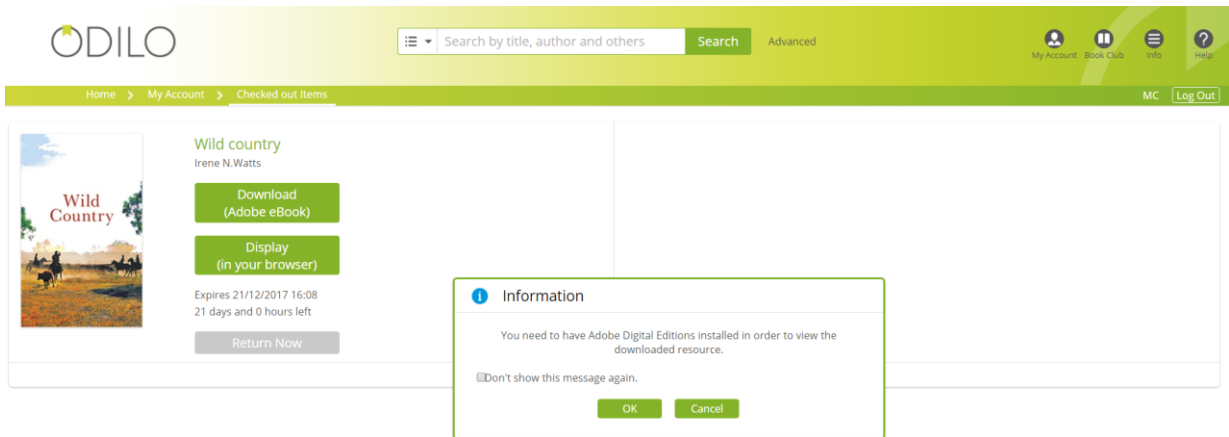 ODILO
Search by title, author and others
Search
Advanced
My Account
Book Club
Info
Help
Home > My Account > Checked out Items
MC
Log Out
Wild
Country
Wild country
Irene N.Watts
Download
(Adobe eBook)
Display
(in your browser)
Expires 21/12/2017 16:08
21 days and 0 hours left
Return Now
Information
You need to have Adobe Digital Editions installed in order to view the
downloaded resource.
Don't show this message again.
OK
Cancel